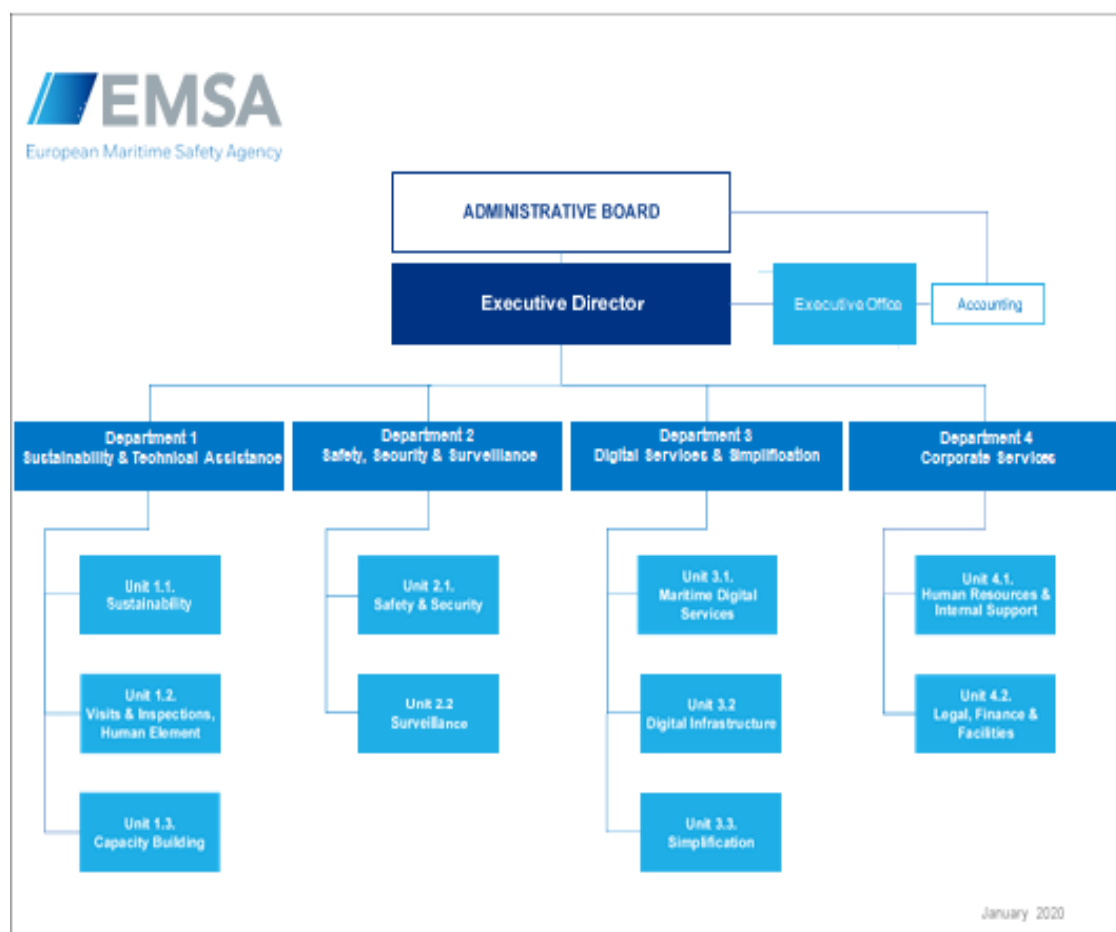 EMSA
European Maritime Safety Agency
ADMINISTRATIVE BOARD
Executive Director
Executive Office
Accounting
Department 1
Sustainability & Technical Assistance
Department 2
Safety, Security & Surveillance
Department 3
Digital Services & Simplification
Department 4
Corporate Services
Unit 1.1.
Sustainability
Unit 2.1.
Safety & Security
Unit 3.1.
Maritime Digital
Services
Unit 4.1.
Human Resources &
Internal Support
Unit 1.2.
Visits & Inspections,
Human Element
Unit 2.2
Surveillance
Unit 3.2
Digital Infrastructure
Unit 4.2.
Legal, Finance &
Facilities
Unit 1.3.
Capacity Building
Unit 3.3.
Simplification
January 2020